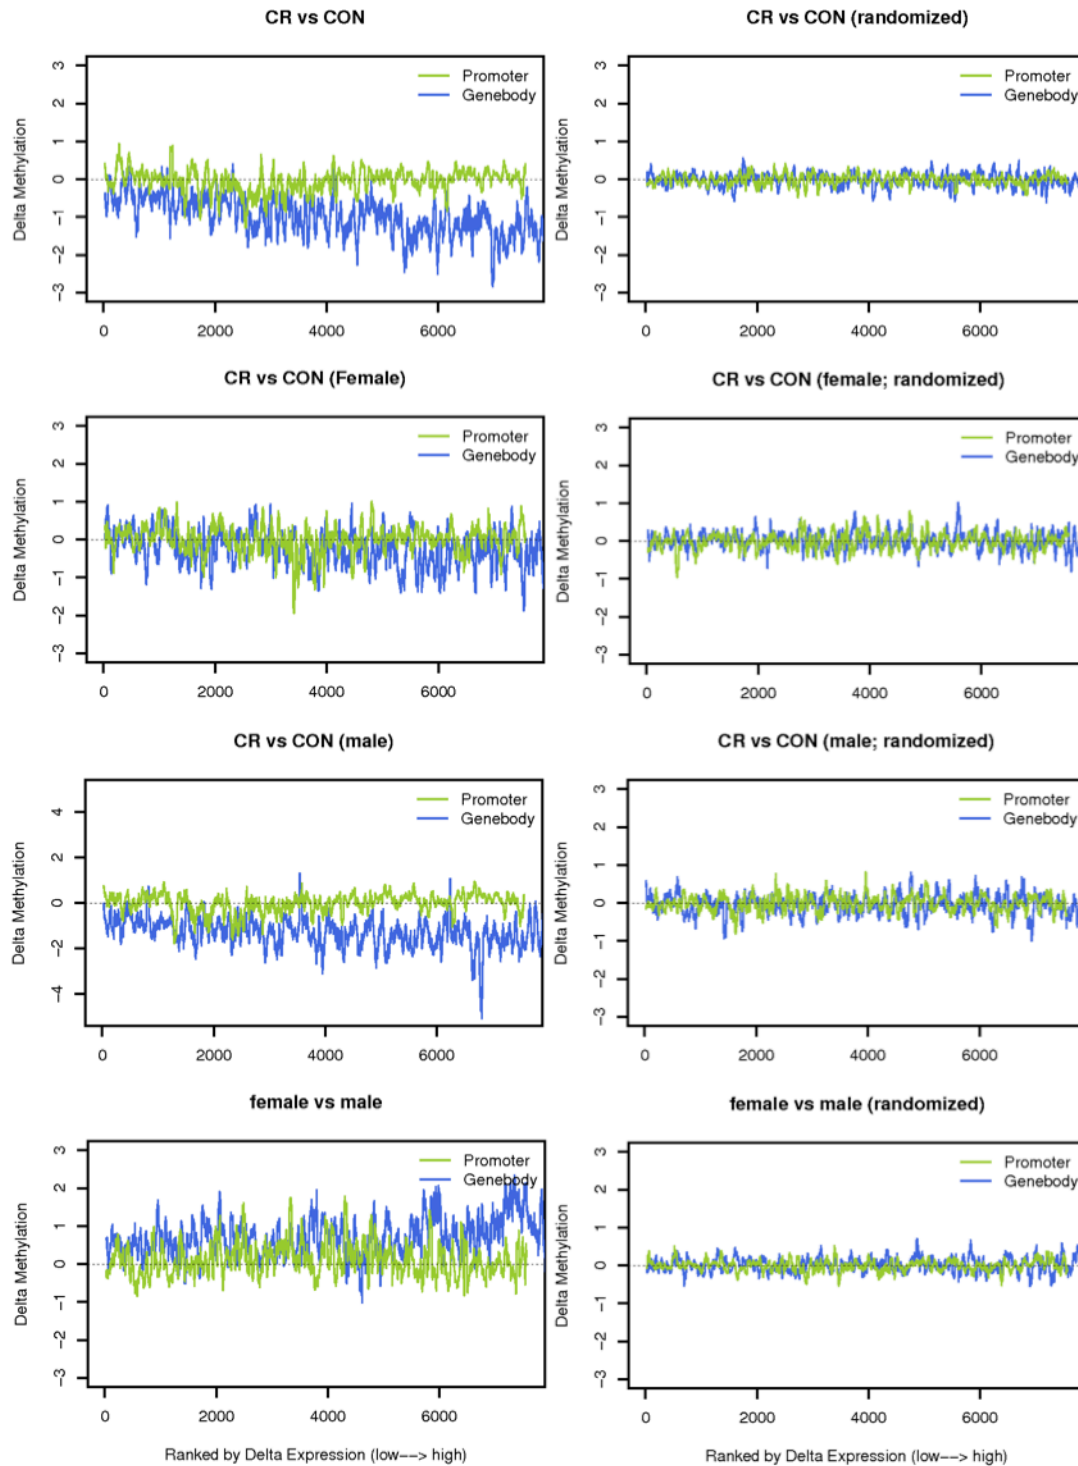 CR vs CON
3
2
1
0
−1
−2
−3
Delta Methylation
Promoter
Genebody
0 2000 4000 6000
CR vs CON (randomized)
3
2
1
0
−1
−2
−3
Delta Methylation
Promoter
Genebody
0 2000 4000 6000
CR vs CON (Female)
3
2
1
0
−1
−2
−3
Delta Methylation
Promoter
Genebody
0 2000 4000 6000
CR vs CON (female; randomized)
3
2
1
0
−1
−2
−3
Delta Methylation
Promoter
Genebody
0 2000 4000 6000
CR vs CON (male)
4
2
0
−2
−4
Delta Methylation
Promoter
Genebody
0 2000 4000 6000
CR vs CON (male; randomized)
3
2
1
0
−1
−2
−3
Delta Methylation
Promoter
Genebody
0 2000 4000 6000
female vs male
3
2
1
0
−1
−2
−3
Delta Methylation
Promoter
Genebody
0 2000 4000 6000
Ranked by Delta Expression (low−−> high)
female vs male (randomized)
3
2
1
0
−1
−2
−3
Delta Methylation
Promoter
Genebody
0 2000 4000 6000
Ranked by Delta Expression (low−−> high)